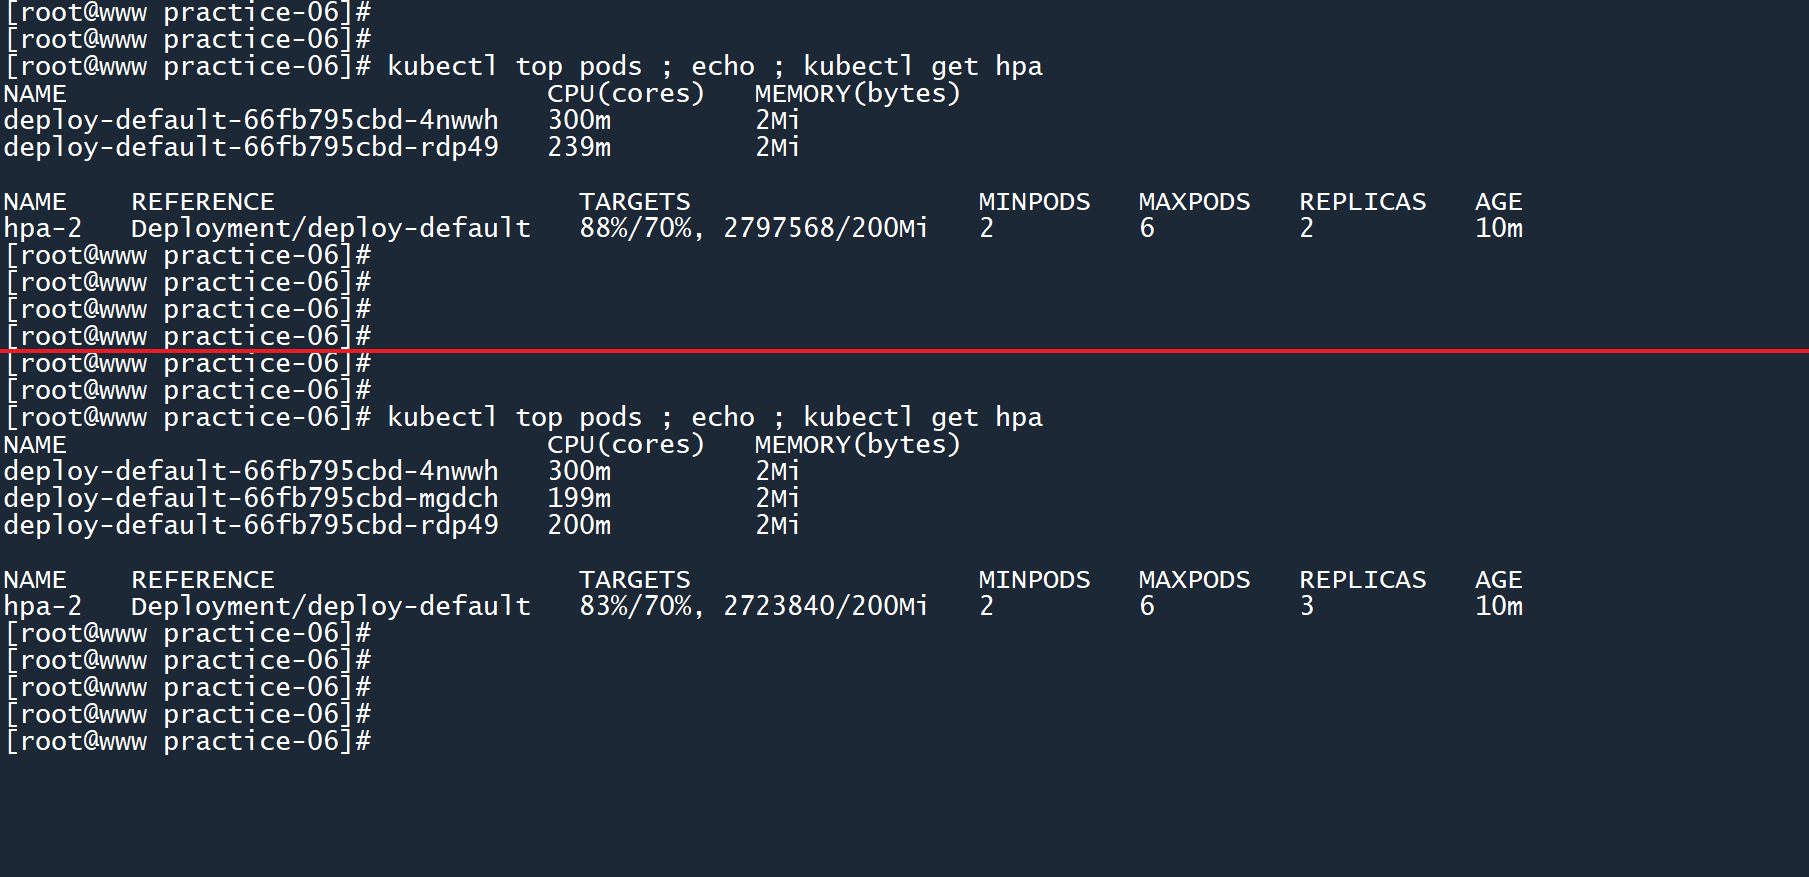 [root@www practice-06]#
[root@www practice-06]#
[root@www practice-06]# kubectl top pods ; echo ; kubectl get hpa
NAME                              CPU(cores)   MEMORY(bytes)
deploy-default-66fb795cbd-4nwwh   300m         2Mi
deploy-default-66fb795cbd-rdp49   239m         2Mi

NAME    REFERENCE                   TARGETS                  MINPODS   MAXPODS   REPLICAS   AGE
hpa-2   Deployment/deploy-default   88%/70%, 2797568/200Mi   2         6         2          10m
[root@www practice-06]#
[root@www practice-06]#
[root@www practice-06]#
[root@www practice-06]#
[root@www practice-06]#
[root@www practice-06]#
[root@www practice-06]# kubectl top pods ; echo ; kubectl get hpa
NAME                              CPU(cores)   MEMORY(bytes)
deploy-default-66fb795cbd-4nwwh   300m         2Mi
deploy-default-66fb795cbd-mgdch   199m         2Mi
deploy-default-66fb795cbd-rdp49   200m         2Mi

NAME    REFERENCE                   TARGETS                  MINPODS   MAXPODS   REPLICAS   AGE
hpa-2   Deployment/deploy-default   83%/70%, 2723840/200Mi   2         6         3          10m
[root@www practice-06]#
[root@www practice-06]#
[root@www practice-06]#
[root@www practice-06]#
[root@www practice-06]#